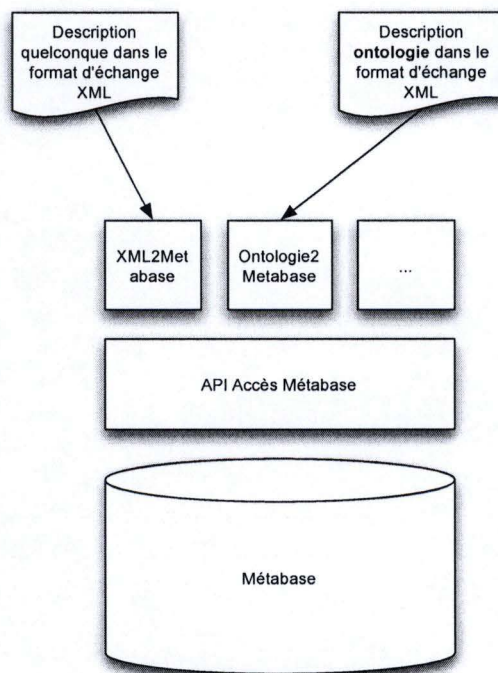 Description
quelconque dans le
format d'échange
XML
Description
ontologie dans le
format d'échange
XML
XML2Met
abase
Ontologie2
Metabase
...
API Accès Métabase
Métabase